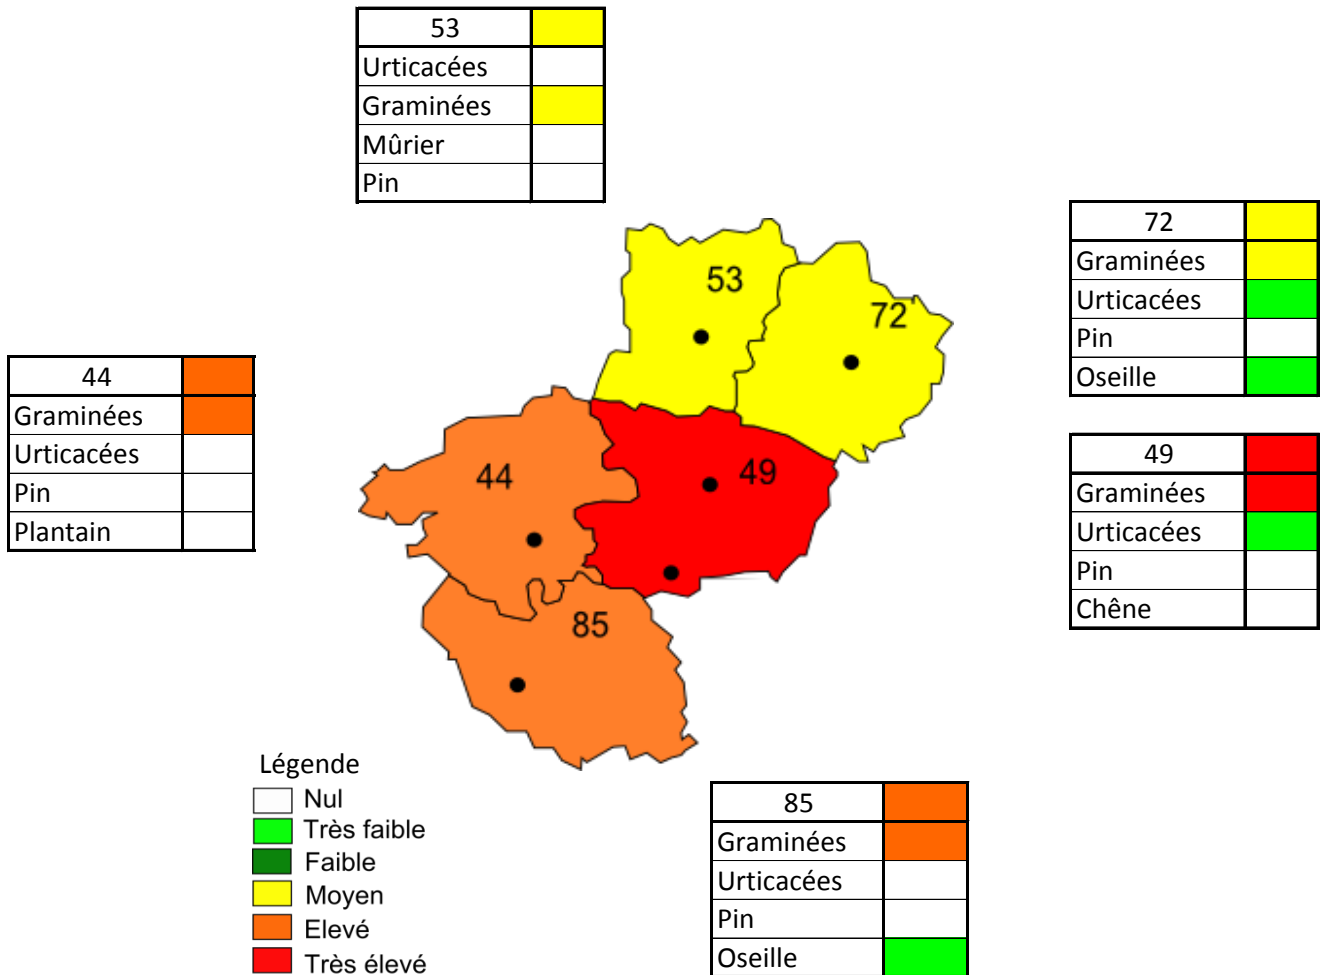 53
Urticacées
Graminées
Mûrier
Pin
72
Graminées
Urticacées
Pin
Oseille
44
Graminées
Urticacées
Pin
Plantain
49
Graminées
Urticacées
Pin
Chêne
53
72
44
49
85
Légende
Nul
Très faible
Faible
Moyen
Elevé
Très élevé
85
Graminées
Urticacées
Pin
Oseille